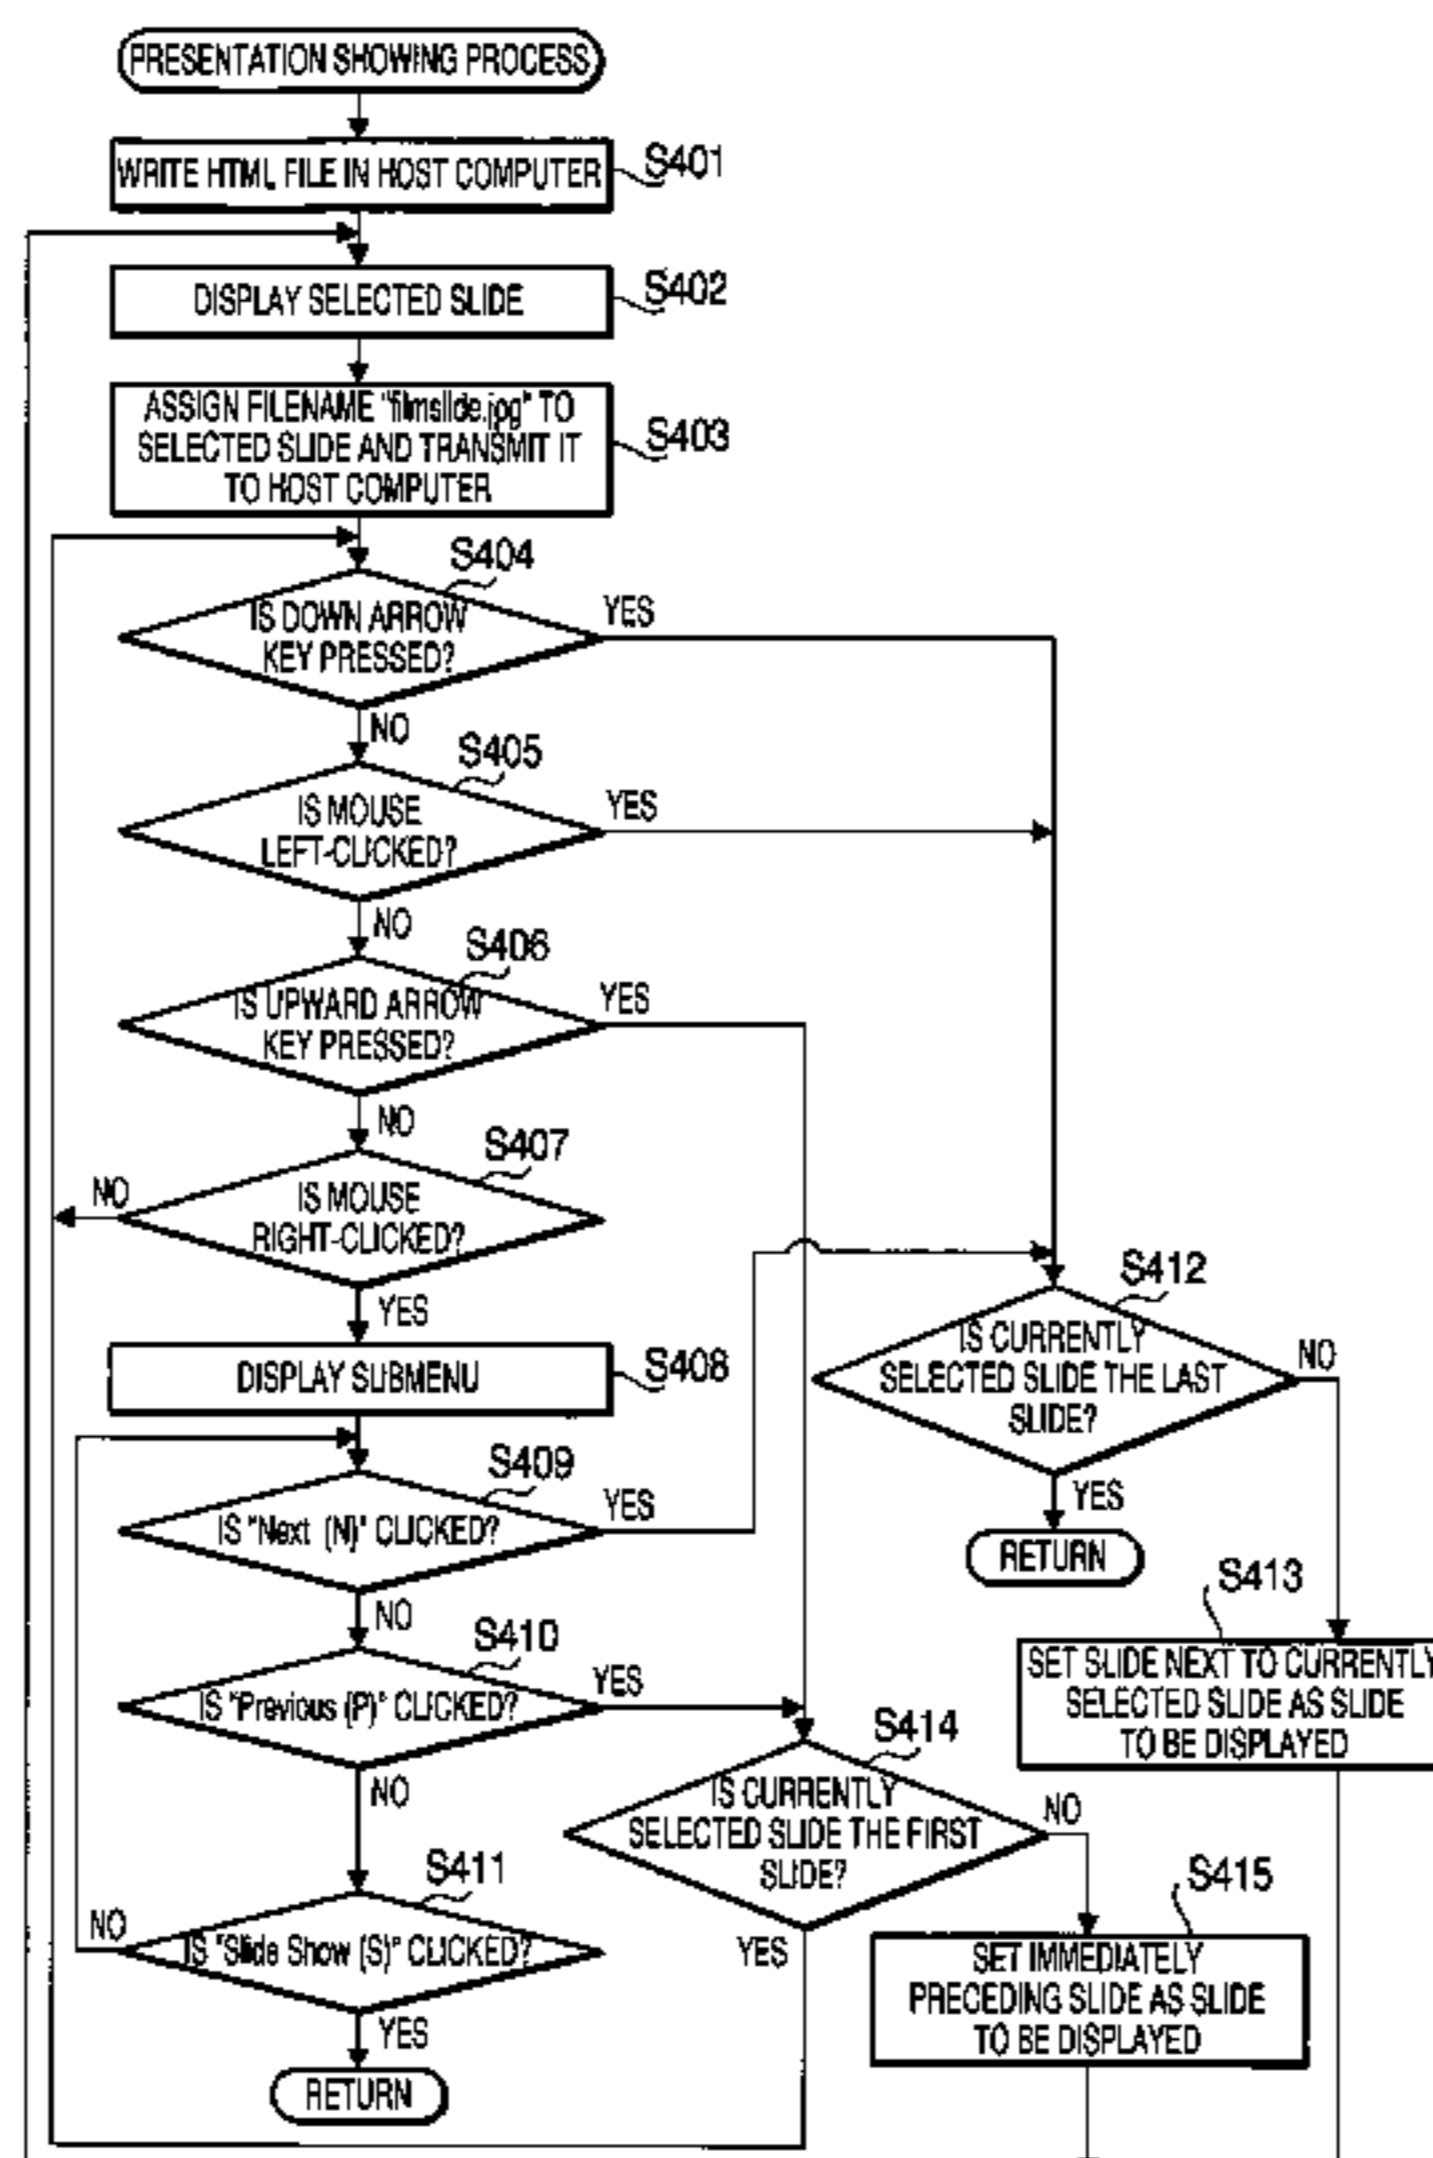 PRESENTATION SHOWING PROCESS
WRITE HTML FILE IN HOST COMPUTER
S401
DISPLAY SELECTED SLIDE
S402
ASSIGN FILENAME "filmslide.jpg" TO
SELECTED SLIDE AND TRANSMIT IT
TO HOST COMPUTER
S403
S404
IS DOWN ARROW
KEY PRESSED?
YES
NO
S405
IS MOUSE
LEFT-CLICKED?
YES
NO
S406
IS UPWARD ARROW
KEY PRESSED?
YES
NO
S407
IS MOUSE
RIGHT-CLICKED?
NO
YES
DISPLAY SUBMENU
S408
S409
IS "Next (N)" CLICKED?
YES
NO
S410
IS "Previous (P)" CLICKED?
YES
NO
S411
IS "Slide Show (S)" CLICKED?
NO
YES
RETURN
S412
IS CURRENTLY
SELECTED SLIDE THE LAST
SLIDE?
NO
YES
RETURN
S413
SET SLIDE NEXT TO CURRENTLY
SELECTED SLIDE AS SLIDE
TO BE DISPLAYED
S414
IS CURRENTLY
SELECTED SLIDE THE FIRST
SLIDE?
NO
YES
S415
SET IMMEDIATELY
PRECEDING SLIDE AS SLIDE
TO BE DISPLAYED